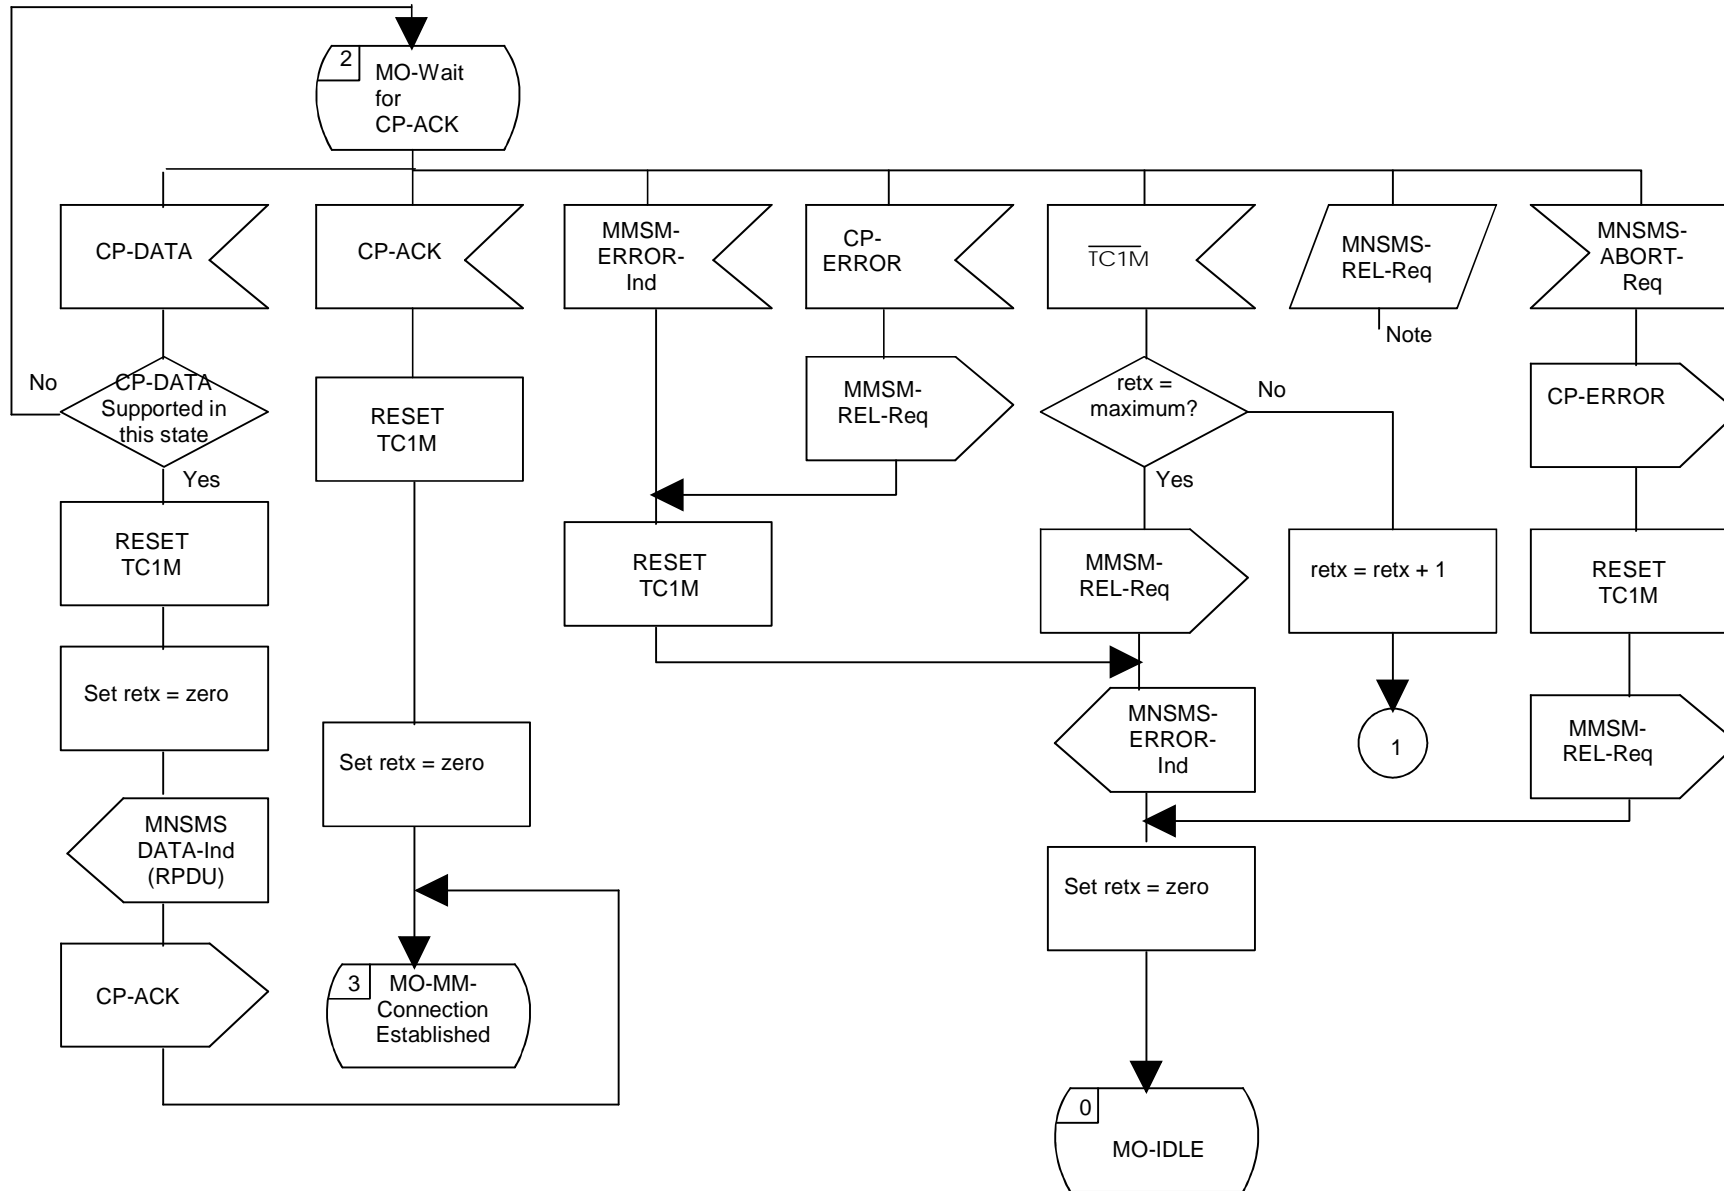 2
MO-Wait
for
CP-ACK
CP-DATA
CP-ACK
MMSM-
ERROR-
Ind
CP-
ERROR
TC1M
MNSMS-
REL-Req
MNSMS-
ABORT-
Req
Note
No
CP-DATA
Supported in
this state
Yes
RESET
TC1M
MMSM-
REL-Req
retx =
maximum?
No
Yes
CP-ERROR
RESET
TC1M
RESET
TC1M
MMSM-
REL-Req
retx = retx + 1
RESET
TC1M
Set retx = zero
Set retx = zero
MNSMS-
ERROR-
Ind
1
MMSM-
REL-Req
MNSMS
DATA-Ind
(RPDU)
Set retx = zero
CP-ACK
3
MO-MM-
Connection
Established
0
MO-IDLE